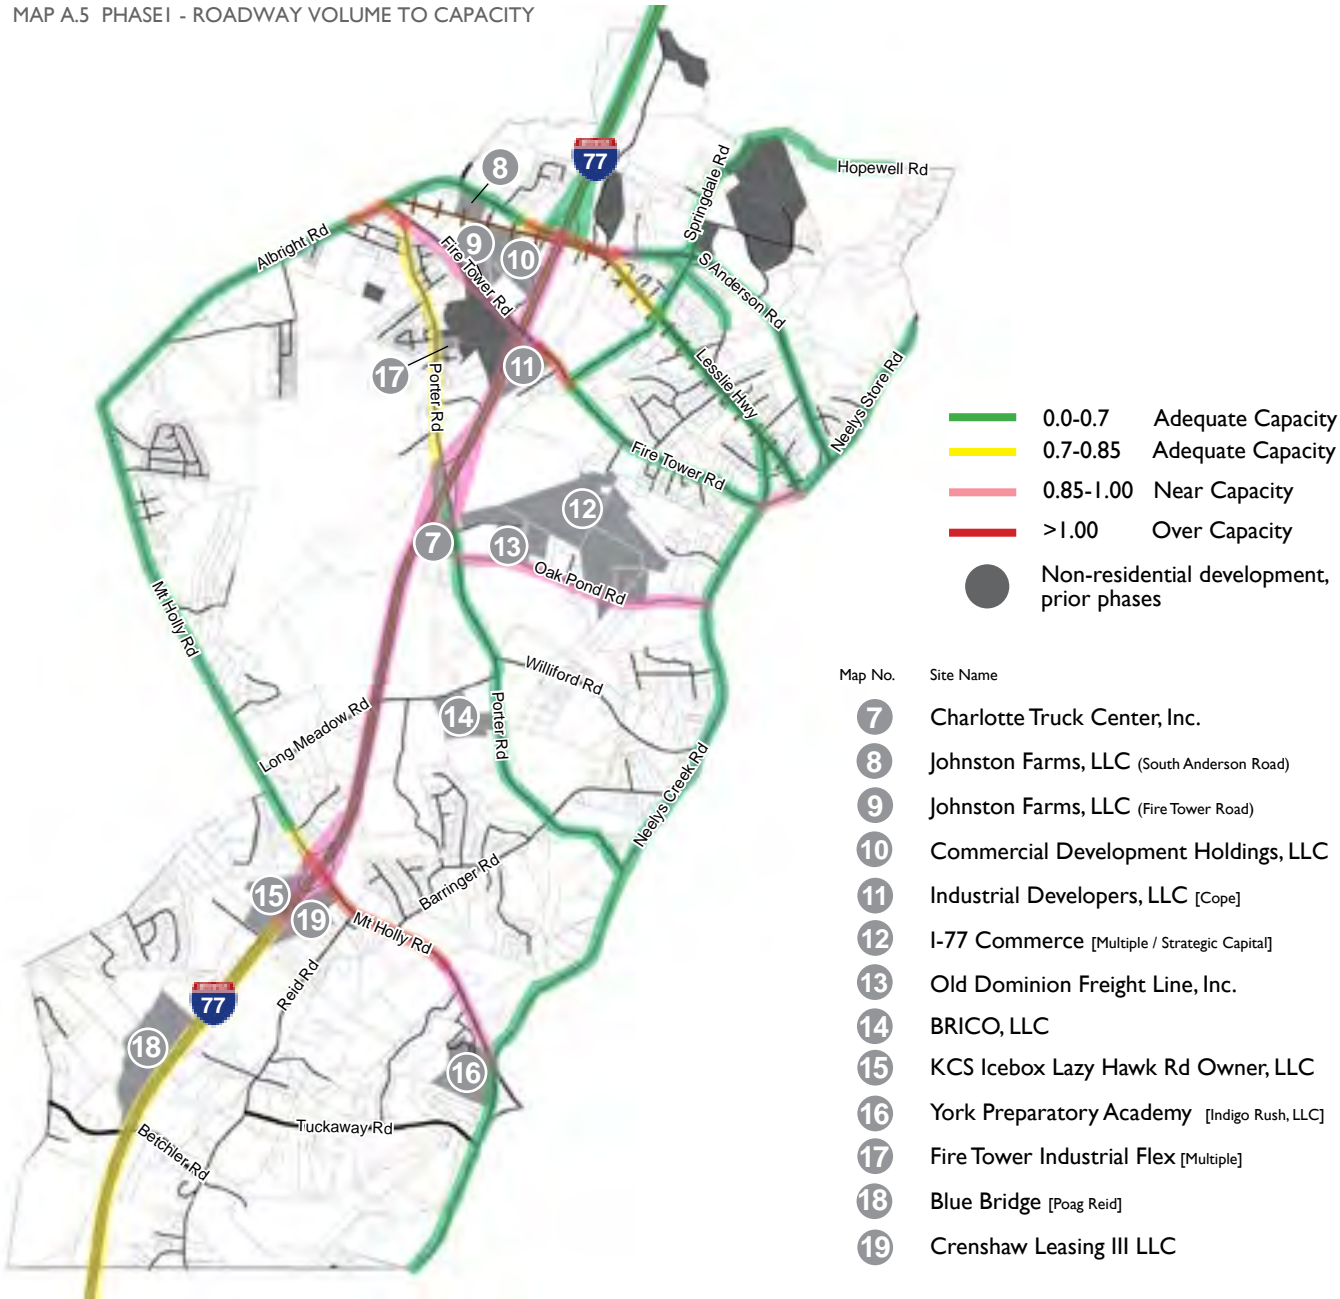 MAP A.5 PHASE1 - ROADWAY VOLUME TO CAPACITY
77
8
Hopewell Rd
Springdale Rd
Albright Rd
9
Fire Tower Rd
10
S Anderson Rd
17
Porter Rd
11
Lesslie Hwy
Neelys Store Rd
Fire Tower Rd
12
7
13
Oak Pond Rd
Mt Holly Rd
Williford Rd
Long Meadow Rd
14
Porter Rd
Neelys Creek Rd
Barringer Rd
15
19
Mt Holly Rd
Reid Rd
77
18
16
Tuckaway Rd
Betchler Rd
0.0-0.7 Adequate Capacity
0.7-0.85 Adequate Capacity
0.85-1.00 Near Capacity
>1.00 Over Capacity
Non-residential development,
prior phases
Map No. Site Name
7 Charlotte Truck Center, Inc.
8 Johnston Farms, LLC (South Anderson Road)
9 Johnston Farms, LLC (Fire Tower Road)
10 Commercial Development Holdings, LLC
11 Industrial Developers, LLC [Cope]
12 I-77 Commerce [Multiple / Strategic Capital]
13 Old Dominion Freight Line, Inc.
14 BRICO, LLC
15 KCS Icebox Lazy Hawk Rd Owner, LLC
16 York Preparatory Academy [Indigo Rush, LLC]
17 Fire Tower Industrial Flex [Multiple]
18 Blue Bridge [Poag Reid]
19 Crenshaw Leasing III LLC